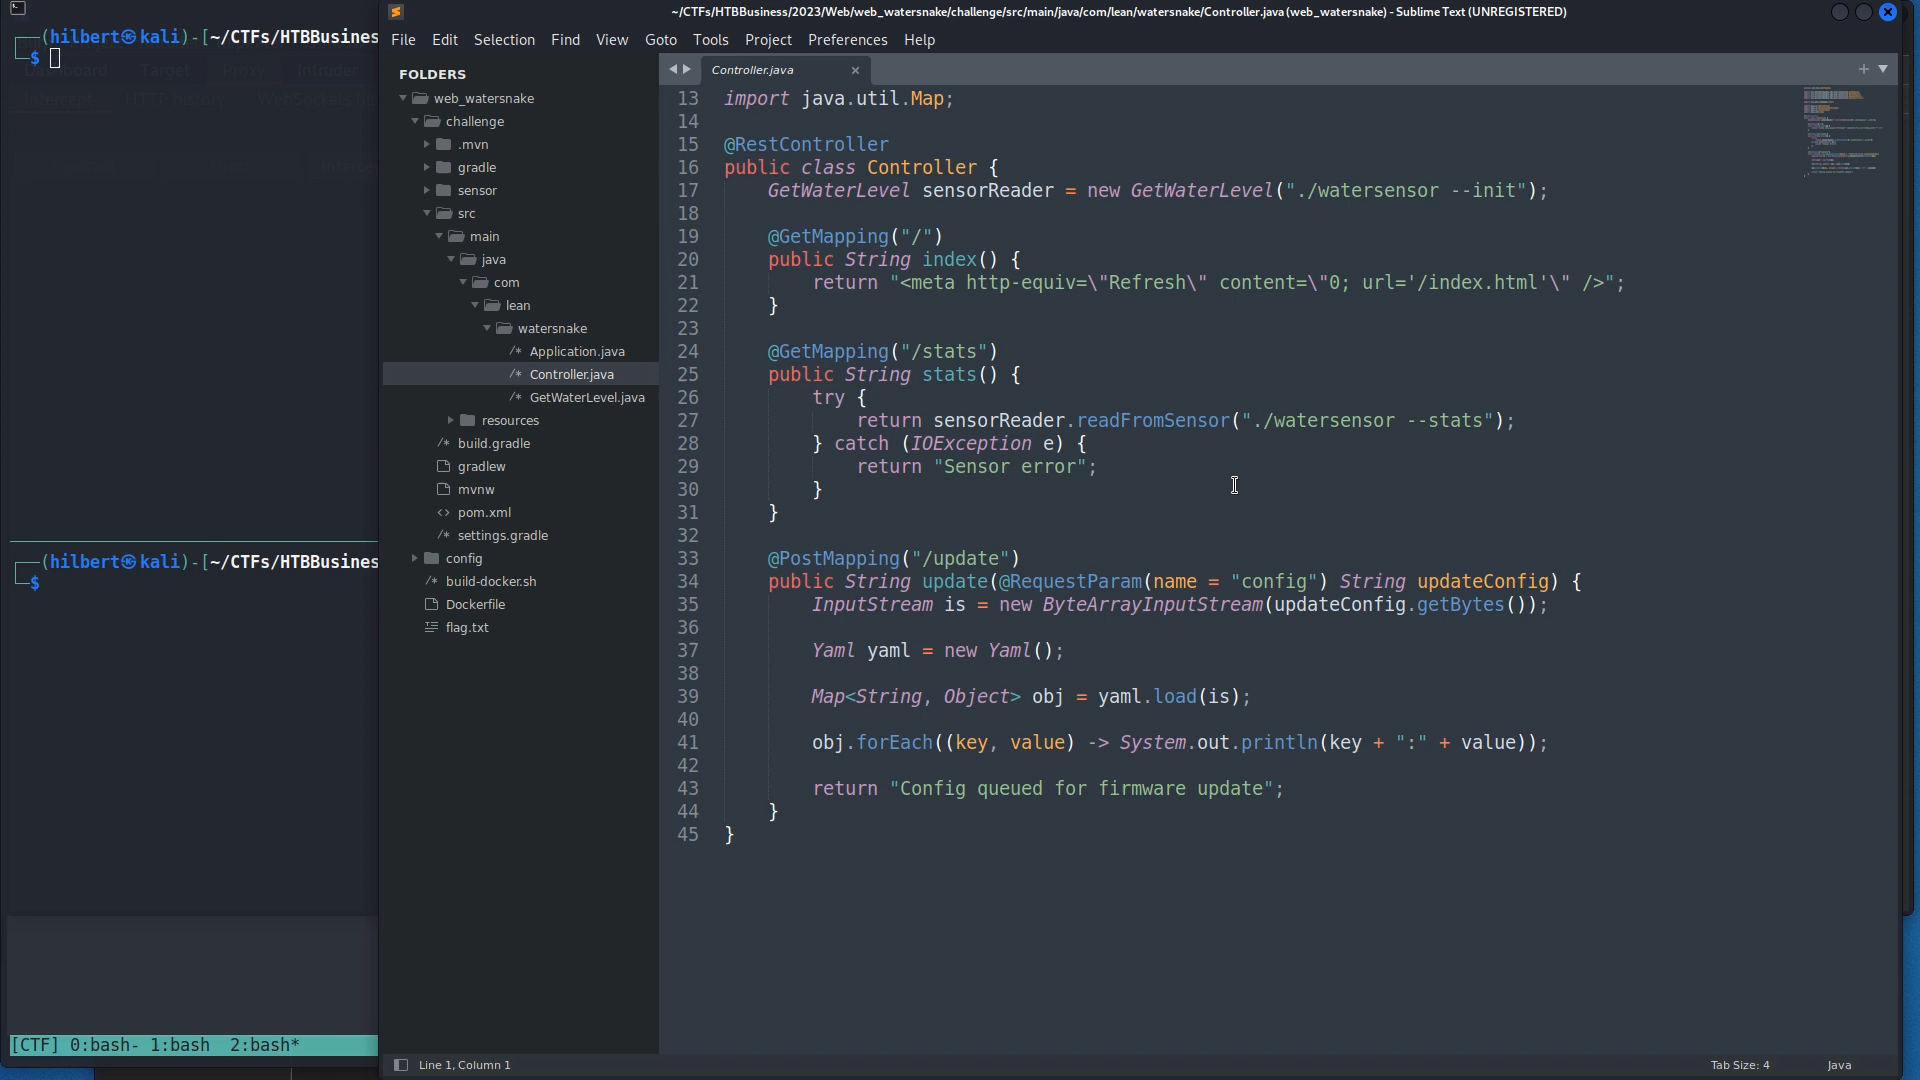 ~/CTFs/HTBBusiness/2023/Web/web_watersnake/challenge/src/main/java/com/lean/watersnake/Controller.java (web_watersnake) - Sublime Text (UNREGISTERED)
File Edit Selection Find View Goto Tools Project Preferences Help
(hilbert㉿kali)-[~/CTFs/HTBBusines
$
Dashboard Target Proxy Intruder
Intercept HTTP history WebSockets
(hilbert㉿kali)-[~/CTFs/HTBBusines
$
[CTF] 0:bash- 1:bash 2:bash*
FOLDERS
web_watersnake
challenge
.mvn
gradle
sensor
src
main
java
com
lean
watersnake
/* Application.java
/* Controller.java
/* GetWaterLevel.java
resources
/* build.gradle
gradlew
mvnw
<> pom.xml
/* settings.gradle
config
/* build-docker.sh
Dockerfile
flag.txt
Controller.java
13 import java.util.Map;
14
15 @RestController
16 public class Controller {
17 GetWaterLevel sensorReader = new GetWaterLevel("./watersensor --init");
18
19 @GetMapping("/")
20 public String index() {
21 return "<meta http-equiv=\"Refresh\" content=\"0; url='/index.html'\" />";
22 }
23
24 @GetMapping("/stats")
25 public String stats() {
26 try {
27 return sensorReader.readFromSensor("./watersensor --stats");
28 } catch (IOException e) {
29 return "Sensor error";
30 }
31 }
32
33 @PostMapping("/update")
34 public String update(@RequestParam(name = "config") String updateConfig) {
35 InputStream is = new ByteArrayInputStream(updateConfig.getBytes());
36
37 Yaml yaml = new Yaml();
38
39 Map<String, Object> obj = yaml.load(is);
40
41 obj.forEach((key, value) -> System.out.println(key + ":" + value));
42
43 return "Config queued for firmware update";
44 }
45 }
Line 1, Column 1
Tab Size: 4
Java